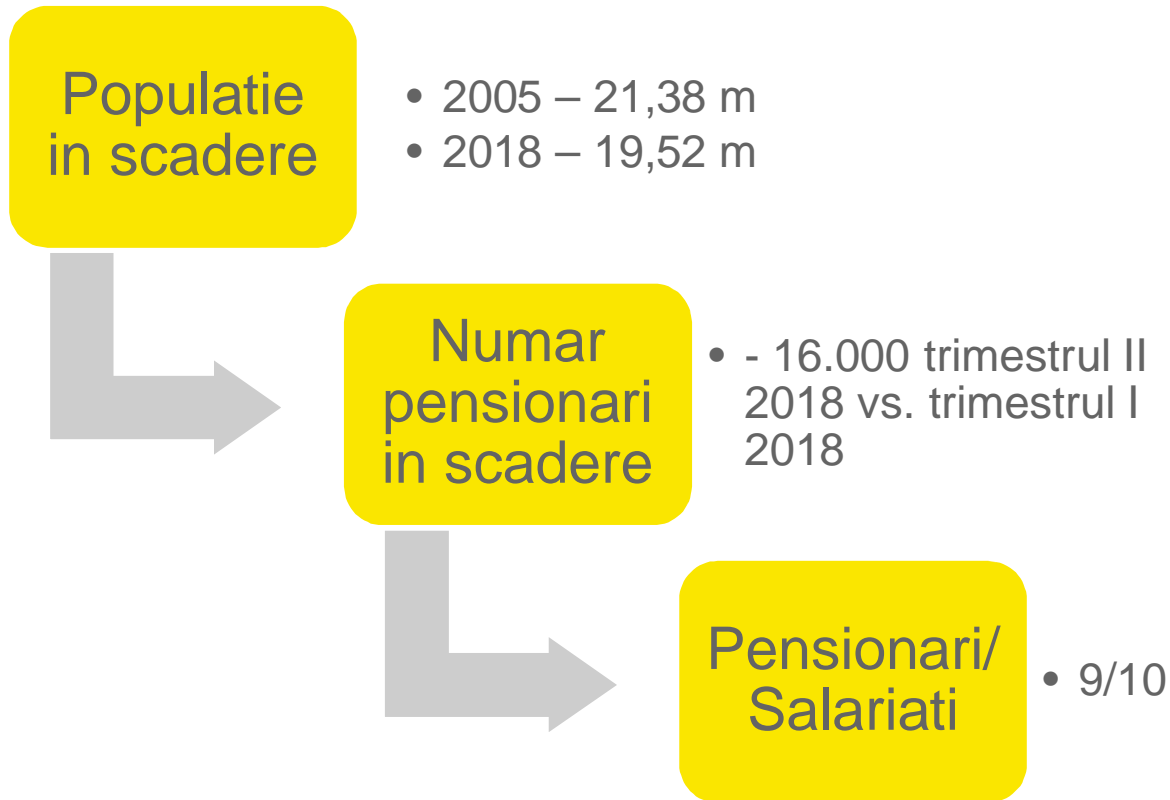 Populatie
in scadere
• 2005 – 21,38 m
• 2018 – 19,52 m
Numar
pensionari
in scadere
• - 16.000 trimestrul II
2018 vs. trimestrul I
2018
Pensionari/
Salariati
• 9/10